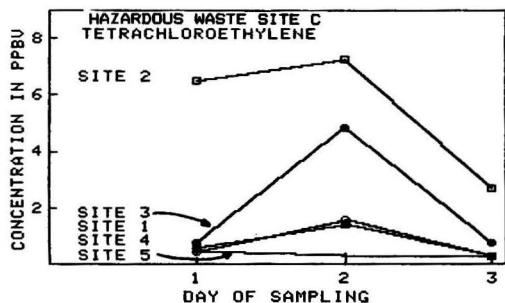 HAZARDOUS WASTE SITE C
TETRACHLOROETHYLENE
CONCENTRATION IN PPBV
8
6
4
2
SITE 2
SITE 3
SITE 1
SITE 4
SITE 5
1 2 3
DAY OF SAMPLING